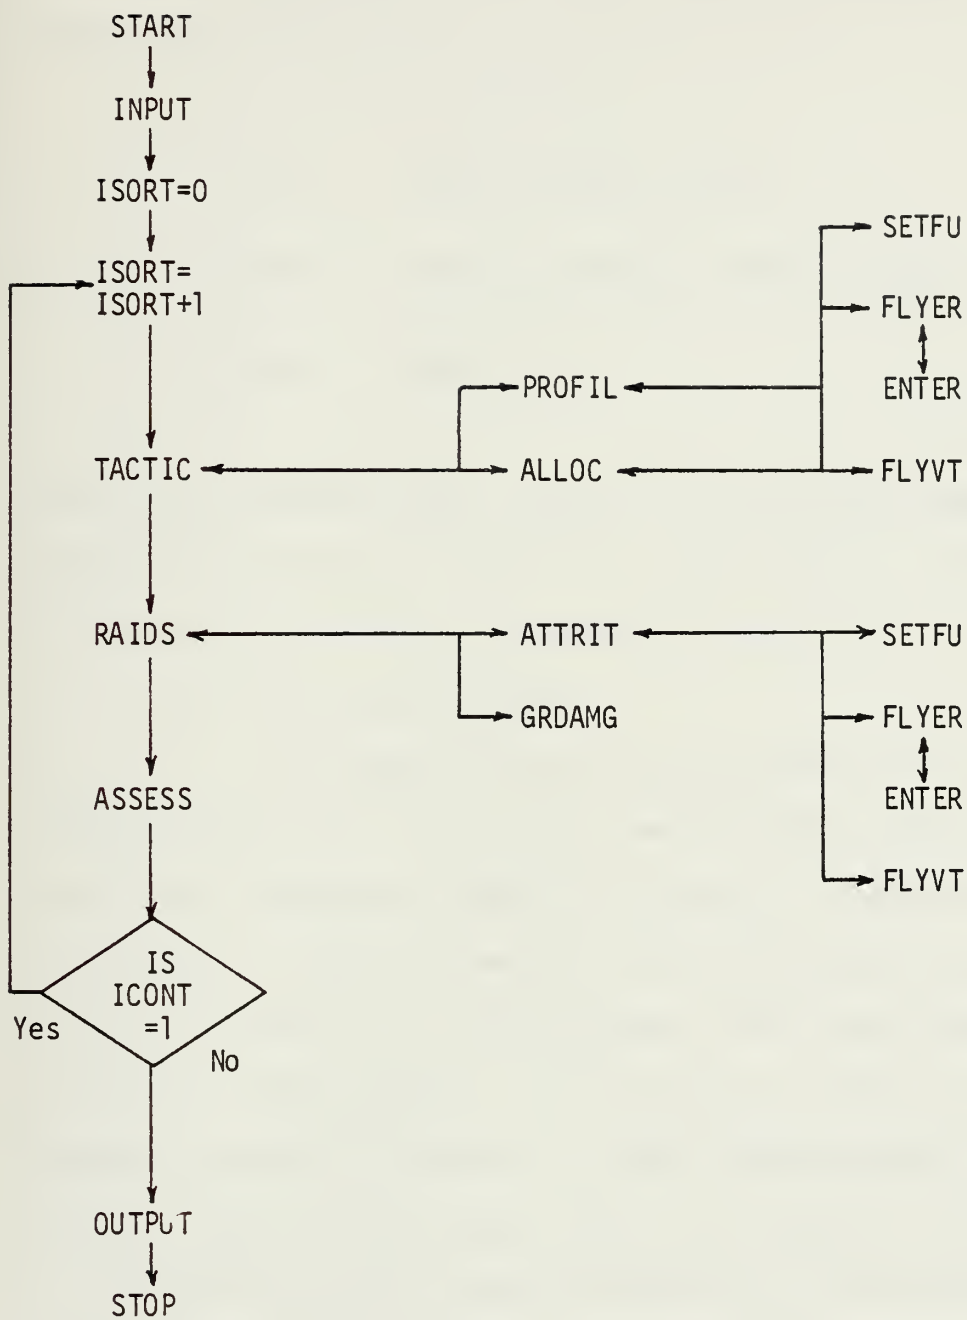 START
INPUT
ISORT=0
ISORT=
ISORT+1
SETFU
FLYER
PROFIL
ENTER
TACTIC
ALLOC
FLYVT
RAIDS
ATTRIT
SETFU
GRDAMG
FLYER
ASSESS
ENTER
FLYVT
IS
ICONT
=1
Yes
No
OUTPUT
STOP